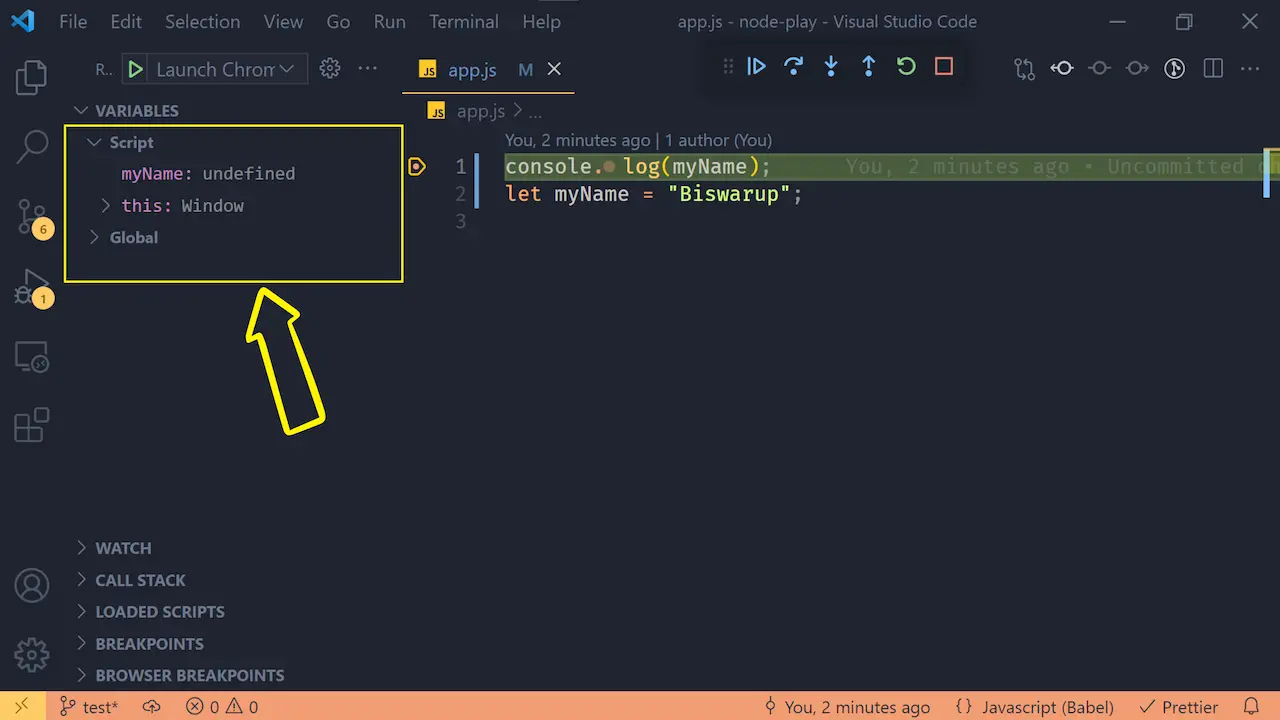 File Edit Selection View Go Run Terminal Help app.js - node-play - Visual Studio Code
R.. Launch Chrom JS app.js M
VARIABLES
JS app.js > ...
Script
You, 2 minutes ago | 1 author (You)
myName: undefined
1 console. log(myName); You, 2 minutes ago • Uncommitted ch
this: Window
2 let myName = "Biswarup";
Global
3
6
1
WATCH
CALL STACK
LOADED SCRIPTS
BREAKPOINTS
BROWSER BREAKPOINTS
test* 0 0 You, 2 minutes ago {} Javascript (Babel) Prettier